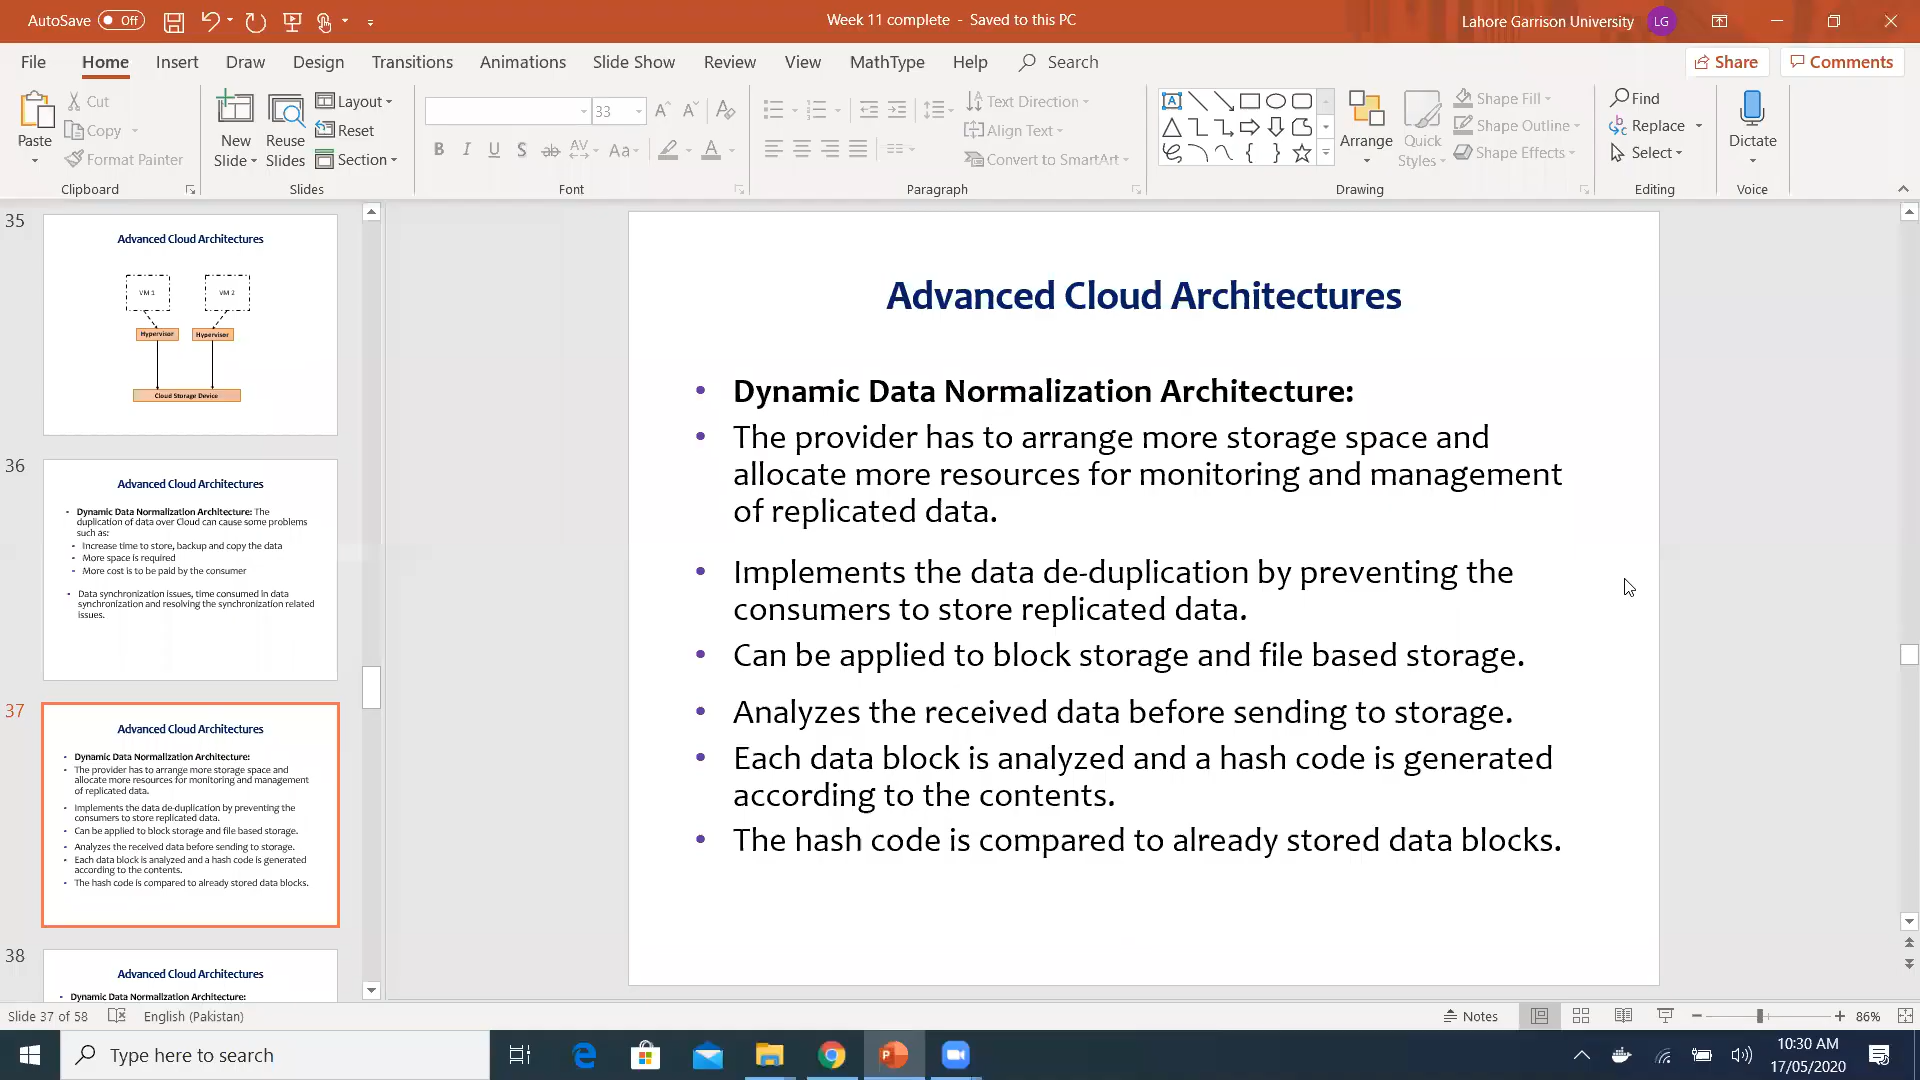 AutoSave Off
Week 11 complete - Saved to this PC
Lahore Garrison University LG
File Home Insert Draw Design Transitions Animations Slide Show Review View MathType Help Search
Share Comments
Paste
Cut
Copy
Format Painter
Clipboard
New
Slide
Reuse
Slides
Layout
Reset
Section
Slides
33
B I U S ab AV Aa A
Font
Text Direction
Align Text
Convert to SmartArt
Paragraph
Arrange
Quick
Styles
Shape Fill
Shape Outline
Shape Effects
Drawing
Find
Replace
Select
Editing
Dictate
Voice
35
Advanced Cloud Architectures
VM 1 VM 2
Hypervisor Hypervisor
Cloud Storage Device
36
Advanced Cloud Architectures
• Dynamic Data Normalization Architecture: The
duplication of data over Cloud can cause some problems
such as:
• Increase time to store, backup and copy the data
• More space is required
• More cost is to be paid by the consumer
• Data synchronization issues, time consumed in data
synchronization and resolving the synchronization related
issues.
37
Advanced Cloud Architectures
• Dynamic Data Normalization Architecture:
• The provider has to arrange more storage space and
allocate more resources for monitoring and management
of replicated data.
• Implements the data de-duplication by preventing the
consumers to store replicated data.
• Can be applied to block storage and file based storage.
• Analyzes the received data before sending to storage.
• Each data block is analyzed and a hash code is generated
according to the contents.
• The hash code is compared to already stored data blocks.
38
Advanced Cloud Architectures
• Dynamic Data Normalization Architecture:
Advanced Cloud Architectures
• Dynamic Data Normalization Architecture:
• The provider has to arrange more storage space and
allocate more resources for monitoring and management
of replicated data.
• Implements the data de-duplication by preventing the
consumers to store replicated data.
• Can be applied to block storage and file based storage.
• Analyzes the received data before sending to storage.
• Each data block is analyzed and a hash code is generated
according to the contents.
• The hash code is compared to already stored data blocks.
Slide 37 of 58 English (Pakistan)
Notes 86%
Type here to search
10:30 AM
17/05/2020